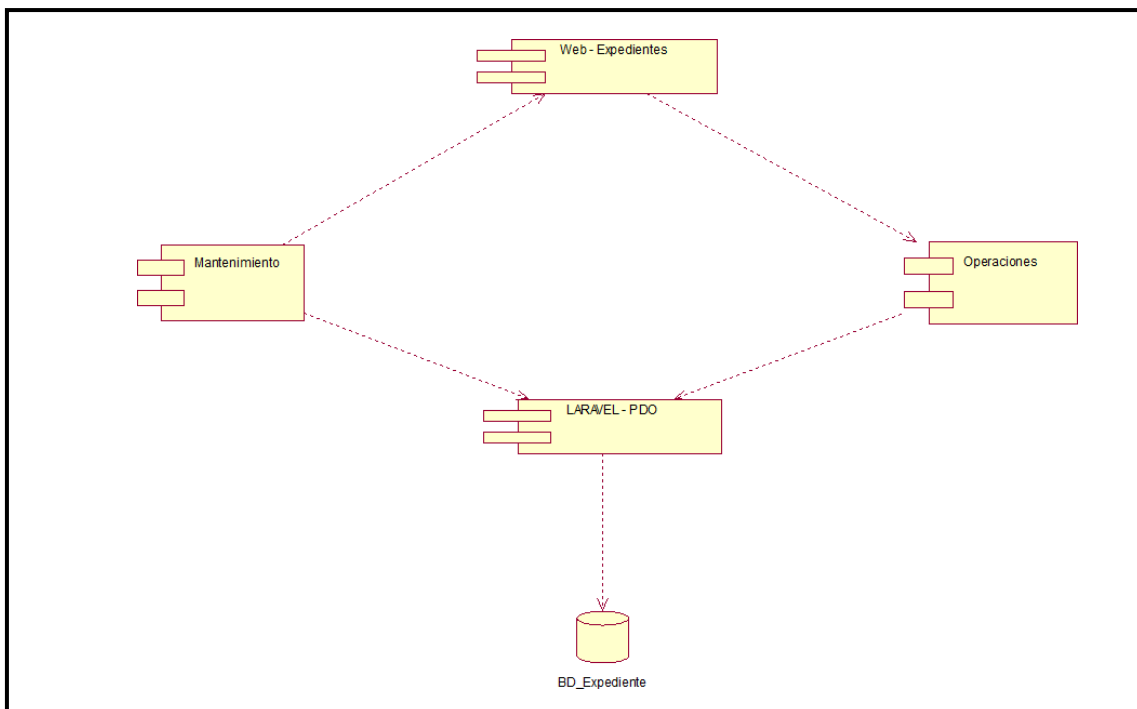 Web - Expedientes
Mantenimiento
Operaciones
LARAVEL - PDO
BD_Expediente